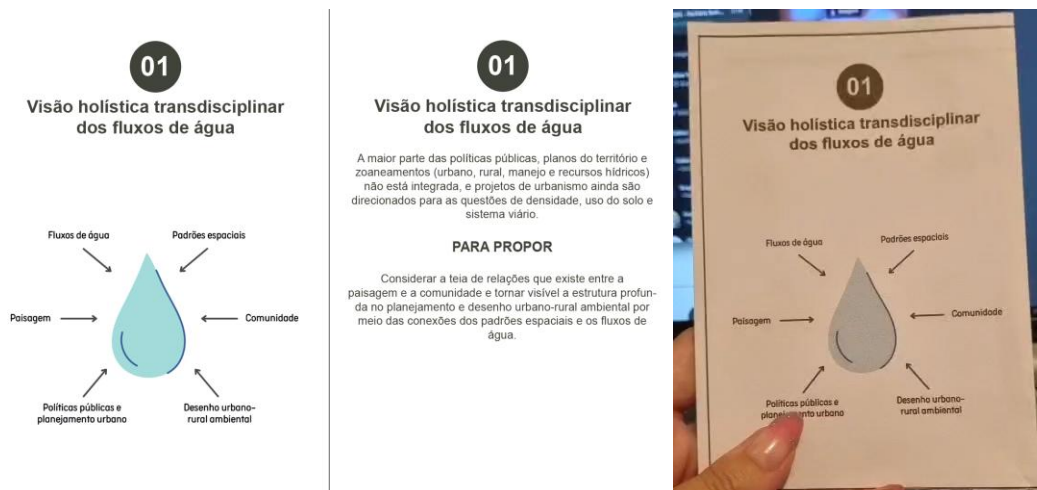 01
Visão holística transdisciplinar
dos fluxos de água
Fluxos de água
Padrões espaciais
Paisagem
Comunidade
Políticas públicas e
planejamento urbano
Desenho urbano-
rural ambiental
01
Visão holística transdisciplinar
dos fluxos de água
A maior parte das políticas públicas, planos do território e
zoaneamentos (urbano, rural, manejo e recursos hídricos)
não está integrada, e projetos de urbanismo ainda são
direcionados para as questões de densidade, uso do solo e
sistema viário.
PARA PROPOR
Considerar a teia de relações que existe entre a
paisagem e a comunidade e tornar visível a estrutura profun-
da no planejamento e desenho urbano-rural ambiental por
meio das conexões dos padrões espaciais e os fluxos de
água.
01
Visão holística transdisciplinar
dos fluxos de água
Fluxos de água
Padrões espaciais
Paisagem
Comunidade
Políticas públicas e
planejamento urbano
Desenho urbano-
rural ambiental